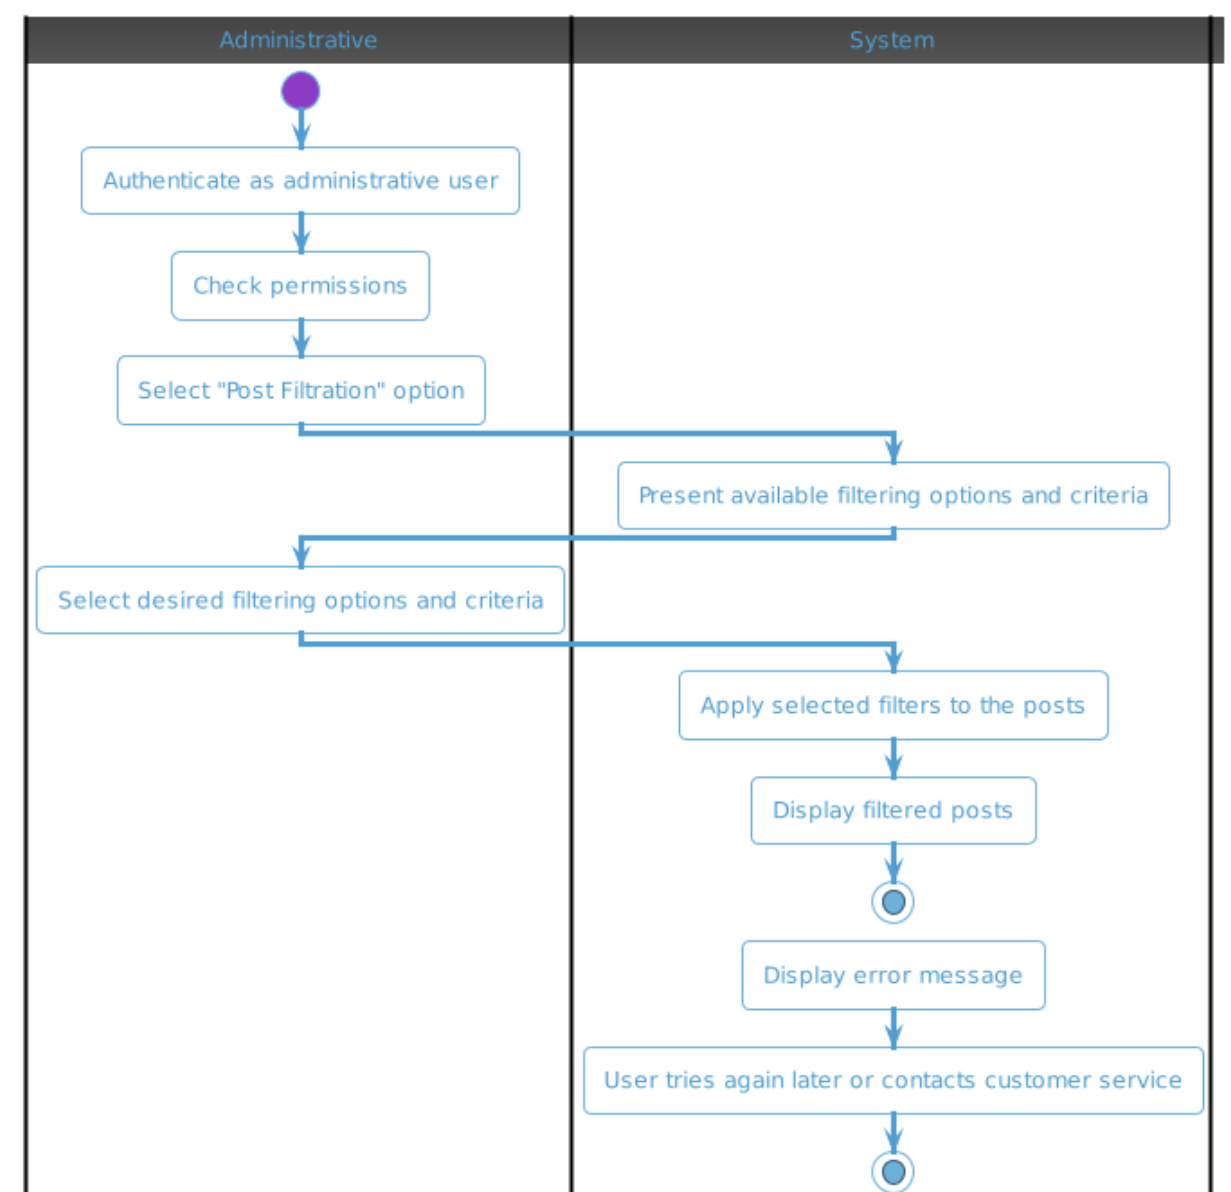 Administrative
System
Authenticate as administrative user
Check permissions
Select "Post Filtration" option
Present available filtering options and criteria
Select desired filtering options and criteria
Apply selected filters to the posts
Display filtered posts
Display error message
User tries again later or contacts customer service